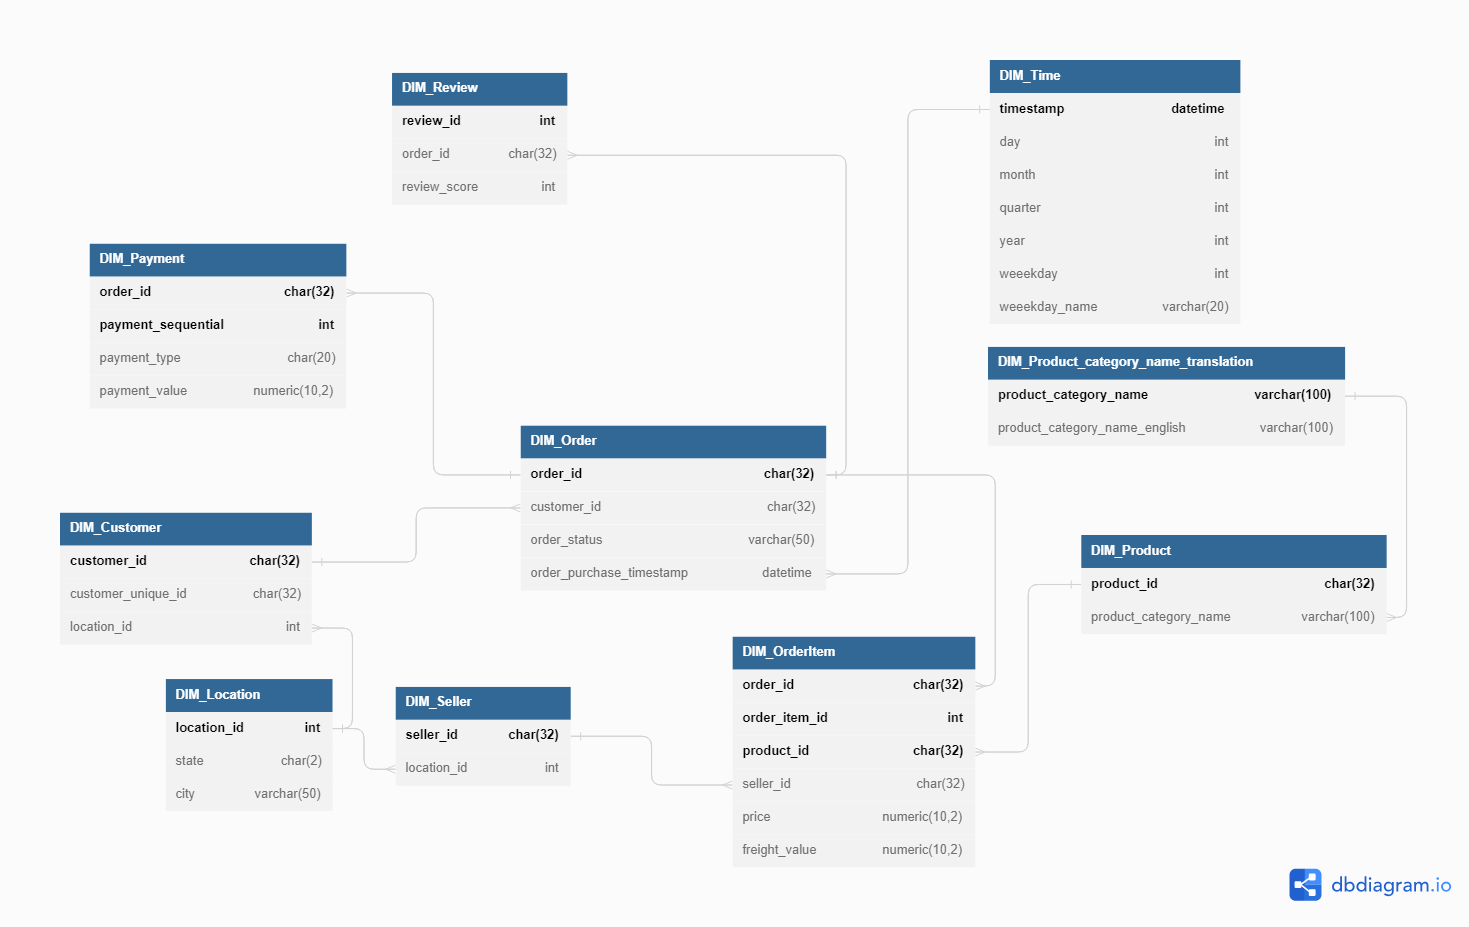 DIM_Review
review_id int
order_id char(32)
review_score int
DIM_Time
timestamp datetime
day int
month int
quarter int
year int
weeekday int
weeekday_name varchar(20)
DIM_Payment
order_id char(32)
payment_sequential int
payment_type char(20)
payment_value numeric(10,2)
DIM_Product_category_name_translation
product_category_name varchar(100)
product_category_name_english varchar(100)
DIM_Order
order_id char(32)
customer_id char(32)
order_status varchar(50)
order_purchase_timestamp datetime
DIM_Customer
customer_id char(32)
customer_unique_id char(32)
location_id int
DIM_Product
product_id char(32)
product_category_name varchar(100)
DIM_Location
location_id int
state char(2)
city varchar(50)
DIM_Seller
seller_id char(32)
location_id int
DIM_OrderItem
order_id char(32)
order_item_id int
product_id char(32)
seller_id char(32)
price numeric(10,2)
freight_value numeric(10,2)
dbdiagram.io